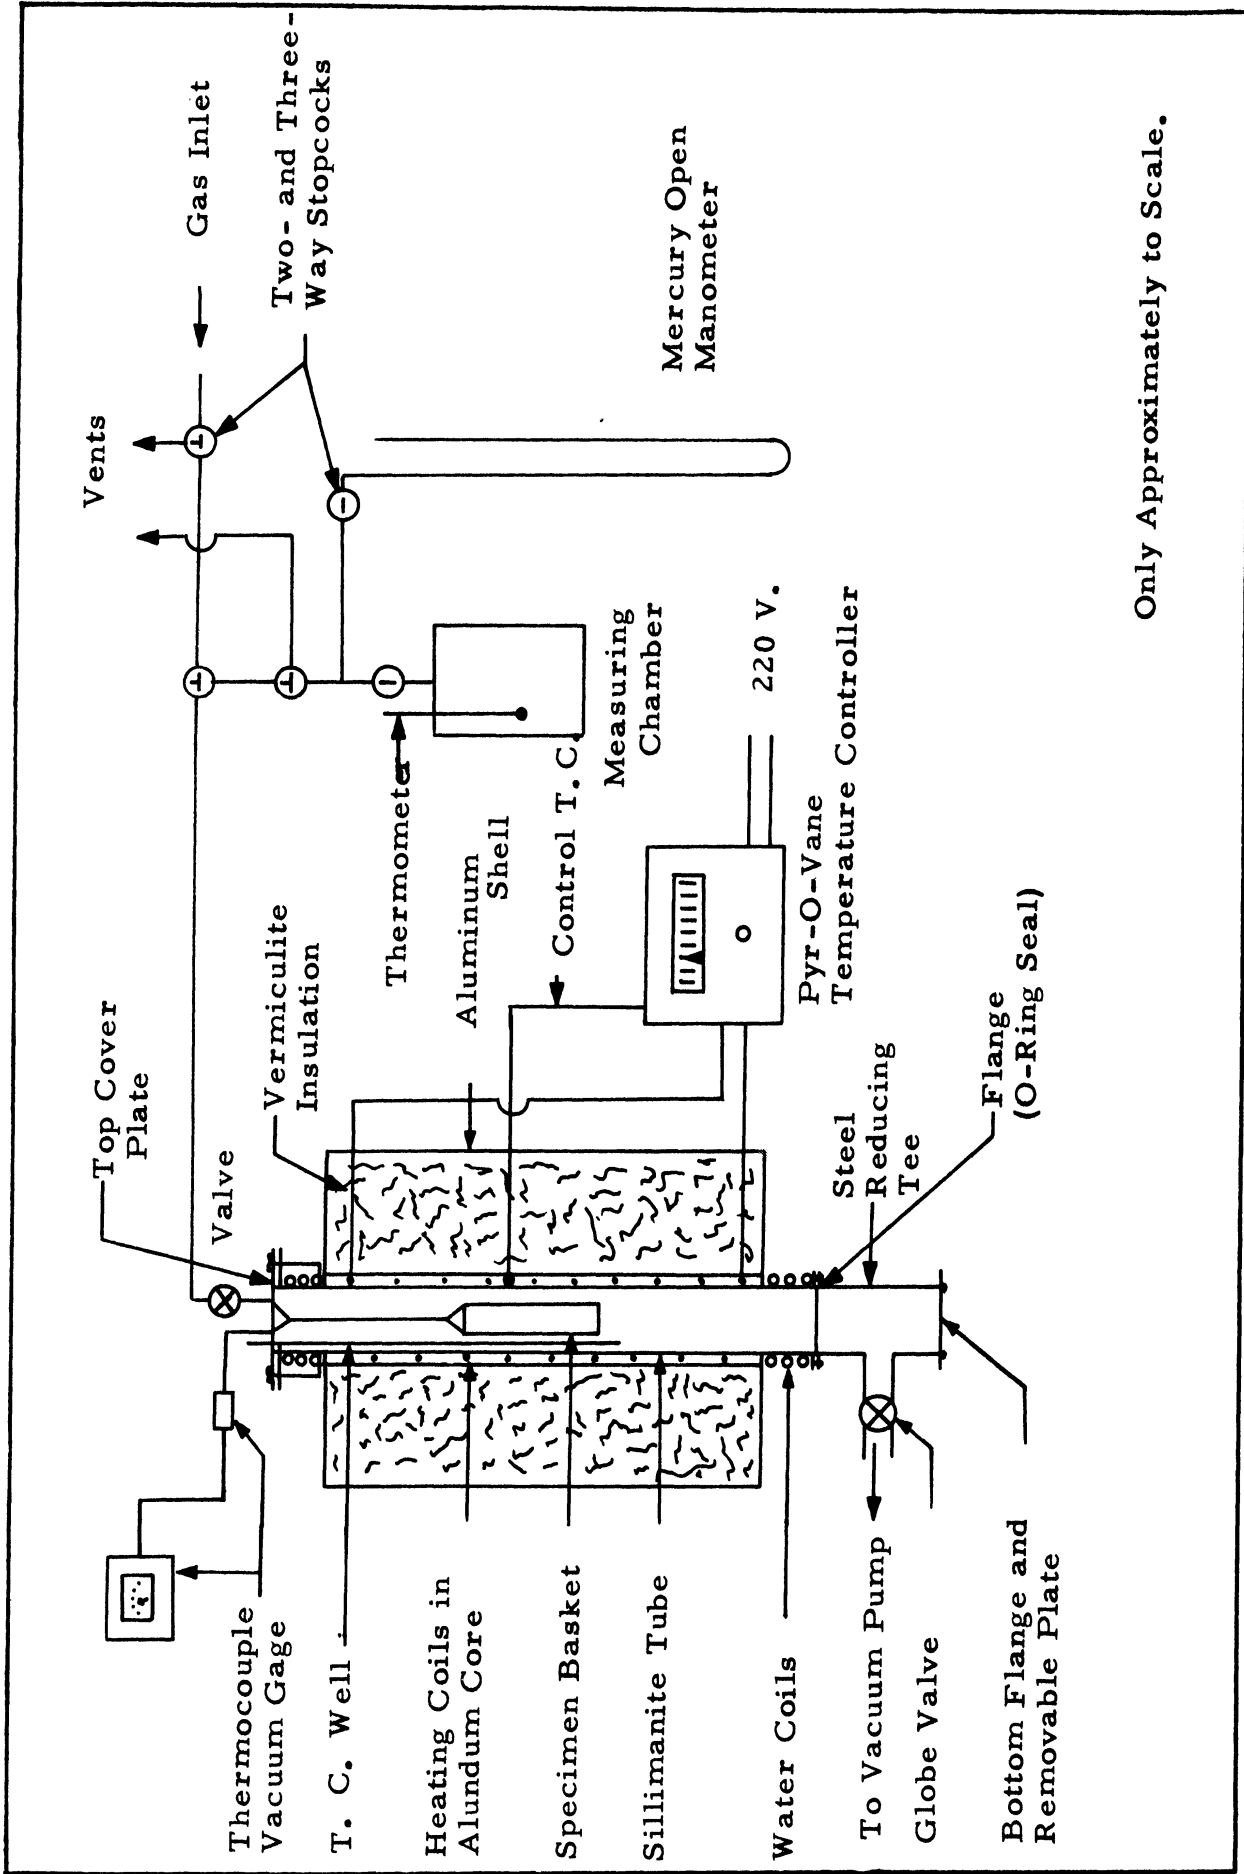 Thermocouple
Vacuum Gage
T. C. Well
Heating Coils in
Alundum Core
Specimen Basket
Sillimanite Tube
Water Coils
To Vacuum Pump
Globe Valve
Bottom Flange and
Removable Plate
Top Cover
Plate
Valve
Vermiculite
Insulation
Aluminum
Shell
Thermometer
Control T. C.
Measuring
Chamber
220 V.
Pyr-O-Vane
Temperature Controller
Steel
Reducing
Tee
Flange
(O-Ring Seal)
Vents
Gas Inlet
Two- and Three-
Way Stopcocks
Mercury Open
Manometer
Only Approximately to Scale.